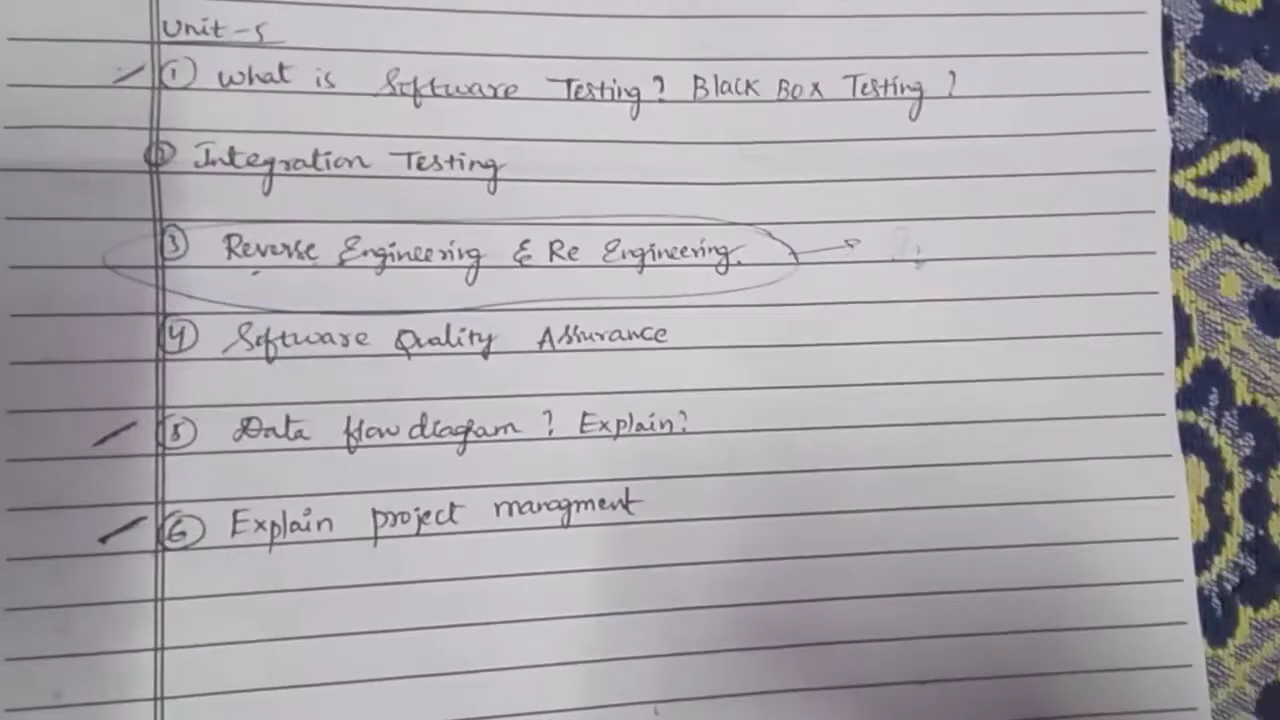 Unit-5
① What is Software Testing? Black Box Testing?
② Integration Testing
③ Reverse Engineering & Re Engineering.
④ Software Quality Assurance
⑤ Data flow diagam? Explain?
⑥ Explain project managment